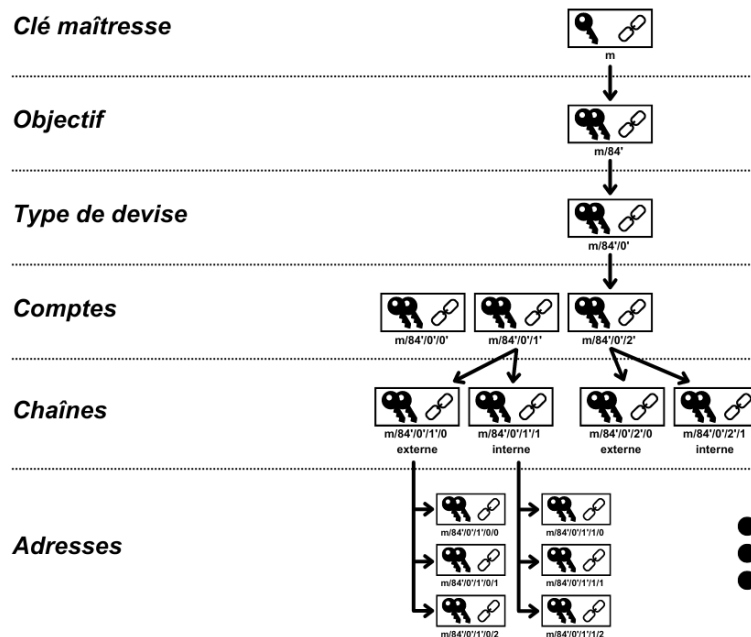 Clé maîtresse
m
Objectif
m/84'
Type de devise
m/84'/0'
Comptes
m/84'/0'/0' m/84'/0'/1' m/84'/0'/2'
Chaînes
m/84'/0'/1'/0 m/84'/0'/1'/1 m/84'/0'/2'/0 m/84'/0'/2'/1
externe interne externe interne
Adresses
m/84'/0'/1'/0/0 m/84'/0'/1'/1/0
m/84'/0'/1'/0/1 m/84'/0'/1'/1/1
m/84'/0'/1'/0/2 m/84'/0'/1'/1/2